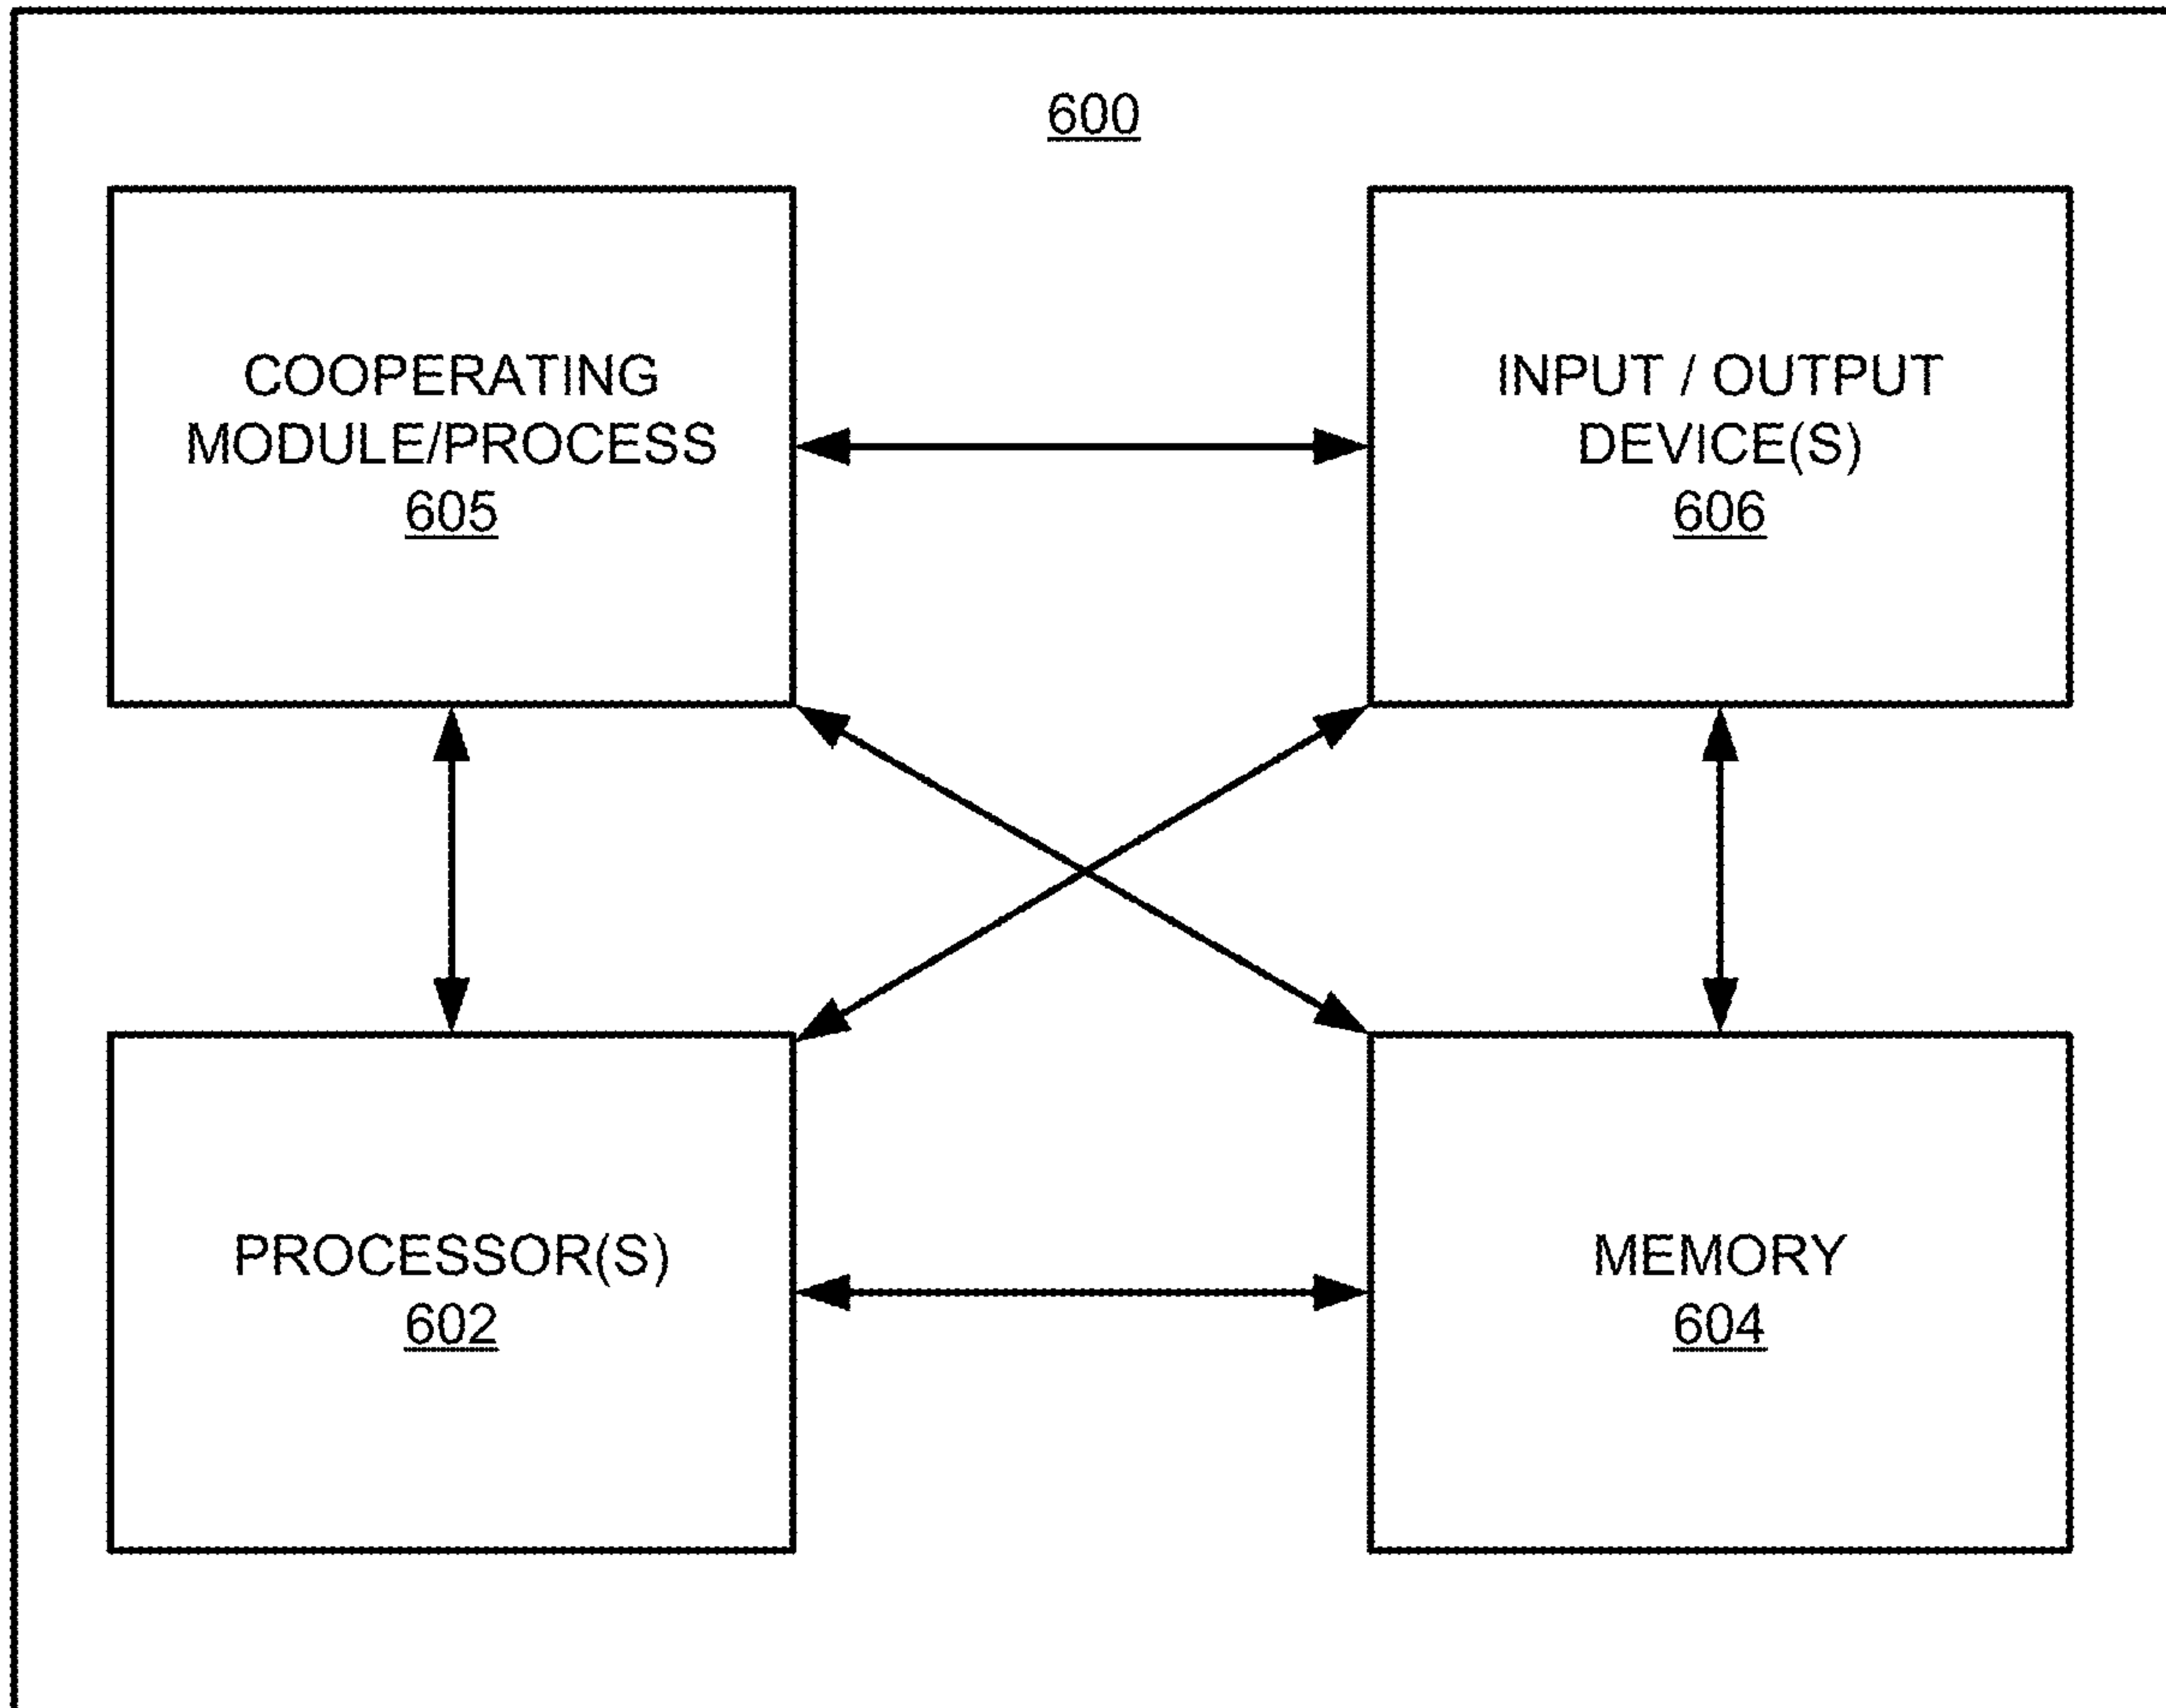 600
COOPERATING
MODULE/PROCESS
605
INPUT / OUTPUT
DEVICE(S)
606
PROCESSOR(S)
602
MEMORY
604